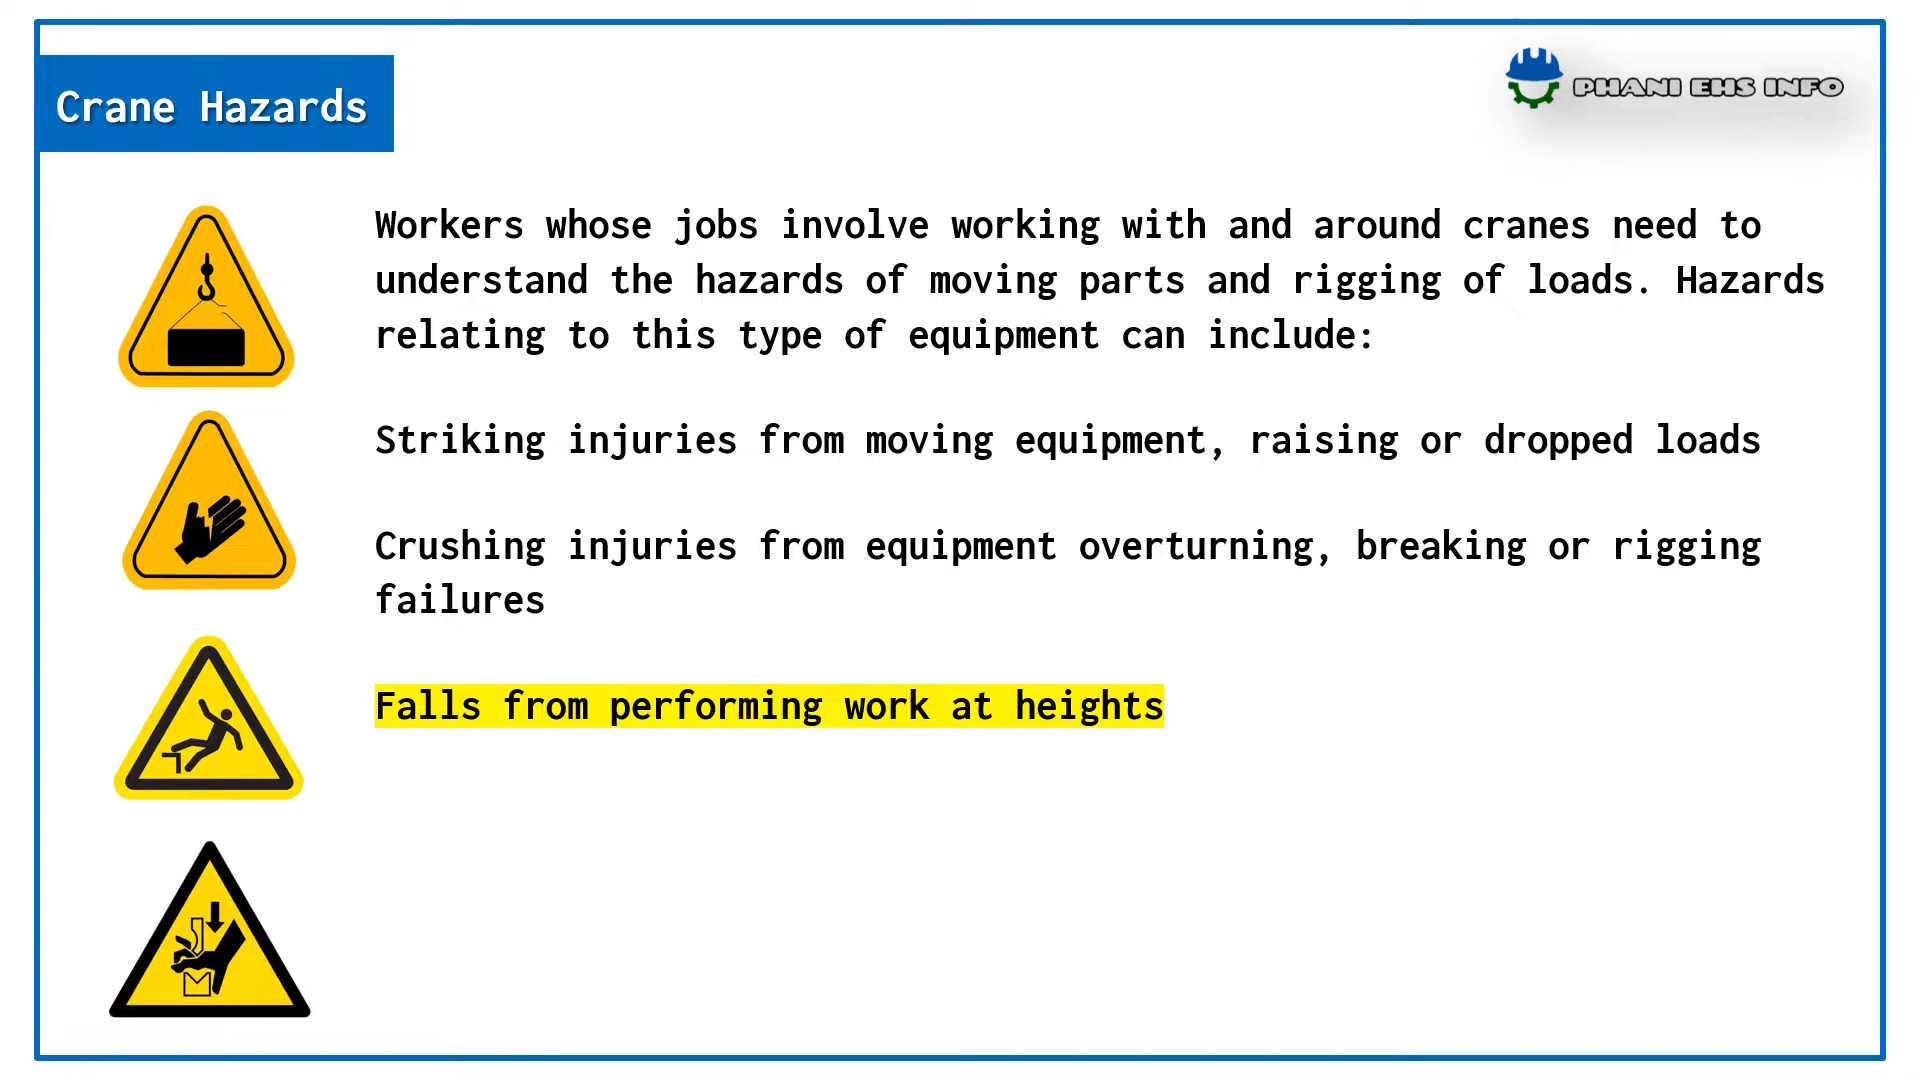 Crane Hazards
PHANI EHS INFO
Workers whose jobs involve working with and around cranes need to
understand the hazards of moving parts and rigging of loads. Hazards
relating to this type of equipment can include:
Striking injuries from moving equipment, raising or dropped loads
Crushing injuries from equipment overturning, breaking or rigging
failures
Falls from performing work at heights